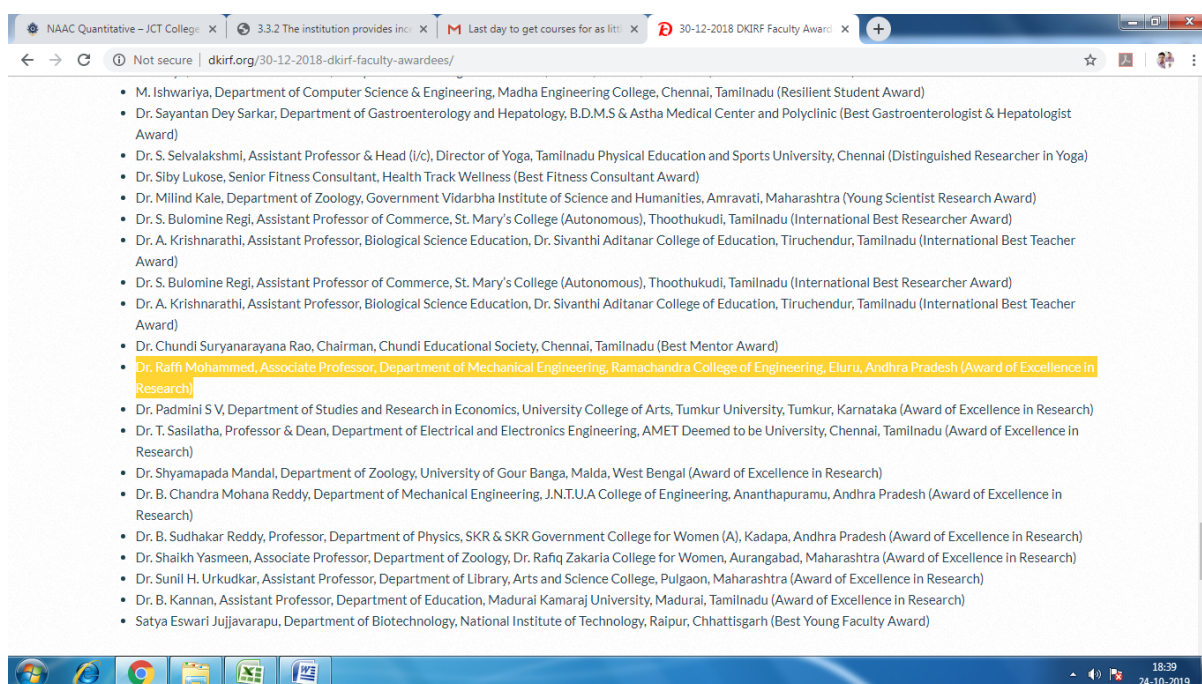 NAAC Quantitative – JCT College
3.3.2 The institution provides ince
Last day to get courses for as littl
30-12-2018 DKIRF Faculty Award
Not secure | dkirf.org/30-12-2018-dkirf-faculty-awardees/
• M. Ishwariya, Department of Computer Science & Engineering, Madha Engineering College, Chennai, Tamilnadu (Resilient Student Award)
• Dr. Sayantan Dey Sarkar, Department of Gastroenterology and Hepatology, B.D.M.S & Astha Medical Center and Polyclinic (Best Gastroenterologist & Hepatologist
Award)
• Dr. S. Selvalakshmi, Assistant Professor & Head (i/c), Director of Yoga, Tamilnadu Physical Education and Sports University, Chennai (Distinguished Researcher in Yoga)
• Dr. Siby Lukose, Senior Fitness Consultant, Health Track Wellness (Best Fitness Consultant Award)
• Dr. Milind Kale, Department of Zoology, Government Vidarbha Institute of Science and Humanities, Amravati, Maharashtra (Young Scientist Research Award)
• Dr. S. Bulomine Regi, Assistant Professor of Commerce, St. Mary's College (Autonomous), Thoothukudi, Tamilnadu (International Best Researcher Award)
• Dr. A. Krishnarathi, Assistant Professor, Biological Science Education, Dr. Sivanthi Aditanar College of Education, Tiruchendur, Tamilnadu (International Best Teacher
Award)
• Dr. S. Bulomine Regi, Assistant Professor of Commerce, St. Mary's College (Autonomous), Thoothukudi, Tamilnadu (International Best Researcher Award)
• Dr. A. Krishnarathi, Assistant Professor, Biological Science Education, Dr. Sivanthi Aditanar College of Education, Tiruchendur, Tamilnadu (International Best Teacher
Award)
• Dr. Chundi Suryanarayana Rao, Chairman, Chundi Educational Society, Chennai, Tamilnadu (Best Mentor Award)
• Dr. Raffi Mohammed, Associate Professor, Department of Mechanical Engineering, Ramachandra College of Engineering, Eluru, Andhra Pradesh (Award of Excellence in
Research)
• Dr. Padmini S V, Department of Studies and Research in Economics, University College of Arts, Tumkur University, Tumkur, Karnataka (Award of Excellence in Research)
• Dr. T. Sasilatha, Professor & Dean, Department of Electrical and Electronics Engineering, AMET Deemed to be University, Chennai, Tamilnadu (Award of Excellence in
Research)
• Dr. Shyamapada Mandal, Department of Zoology, University of Gour Banga, Malda, West Bengal (Award of Excellence in Research)
• Dr. B. Chandra Mohana Reddy, Department of Mechanical Engineering, J.N.T.U.A College of Engineering, Ananthapuramu, Andhra Pradesh (Award of Excellence in
Research)
• Dr. B. Sudhakar Reddy, Professor, Department of Physics, SKR & SKR Government College for Women (A), Kadapa, Andhra Pradesh (Award of Excellence in Research)
• Dr. Shaikh Yasmeen, Associate Professor, Department of Zoology, Dr. Rafiq Zakaria College for Women, Aurangabad, Maharashtra (Award of Excellence in Research)
• Dr. Sunil H. Urkudkar, Assistant Professor, Department of Library, Arts and Science College, Pulgaon, Maharashtra (Award of Excellence in Research)
• Dr. B. Kannan, Assistant Professor, Department of Education, Madurai Kamaraj University, Madurai, Tamilnadu (Award of Excellence in Research)
• Satya Eswari Jujjavarapu, Department of Biotechnology, National Institute of Technology, Raipur, Chhattisgarh (Best Young Faculty Award)
18:39
24-10-2019